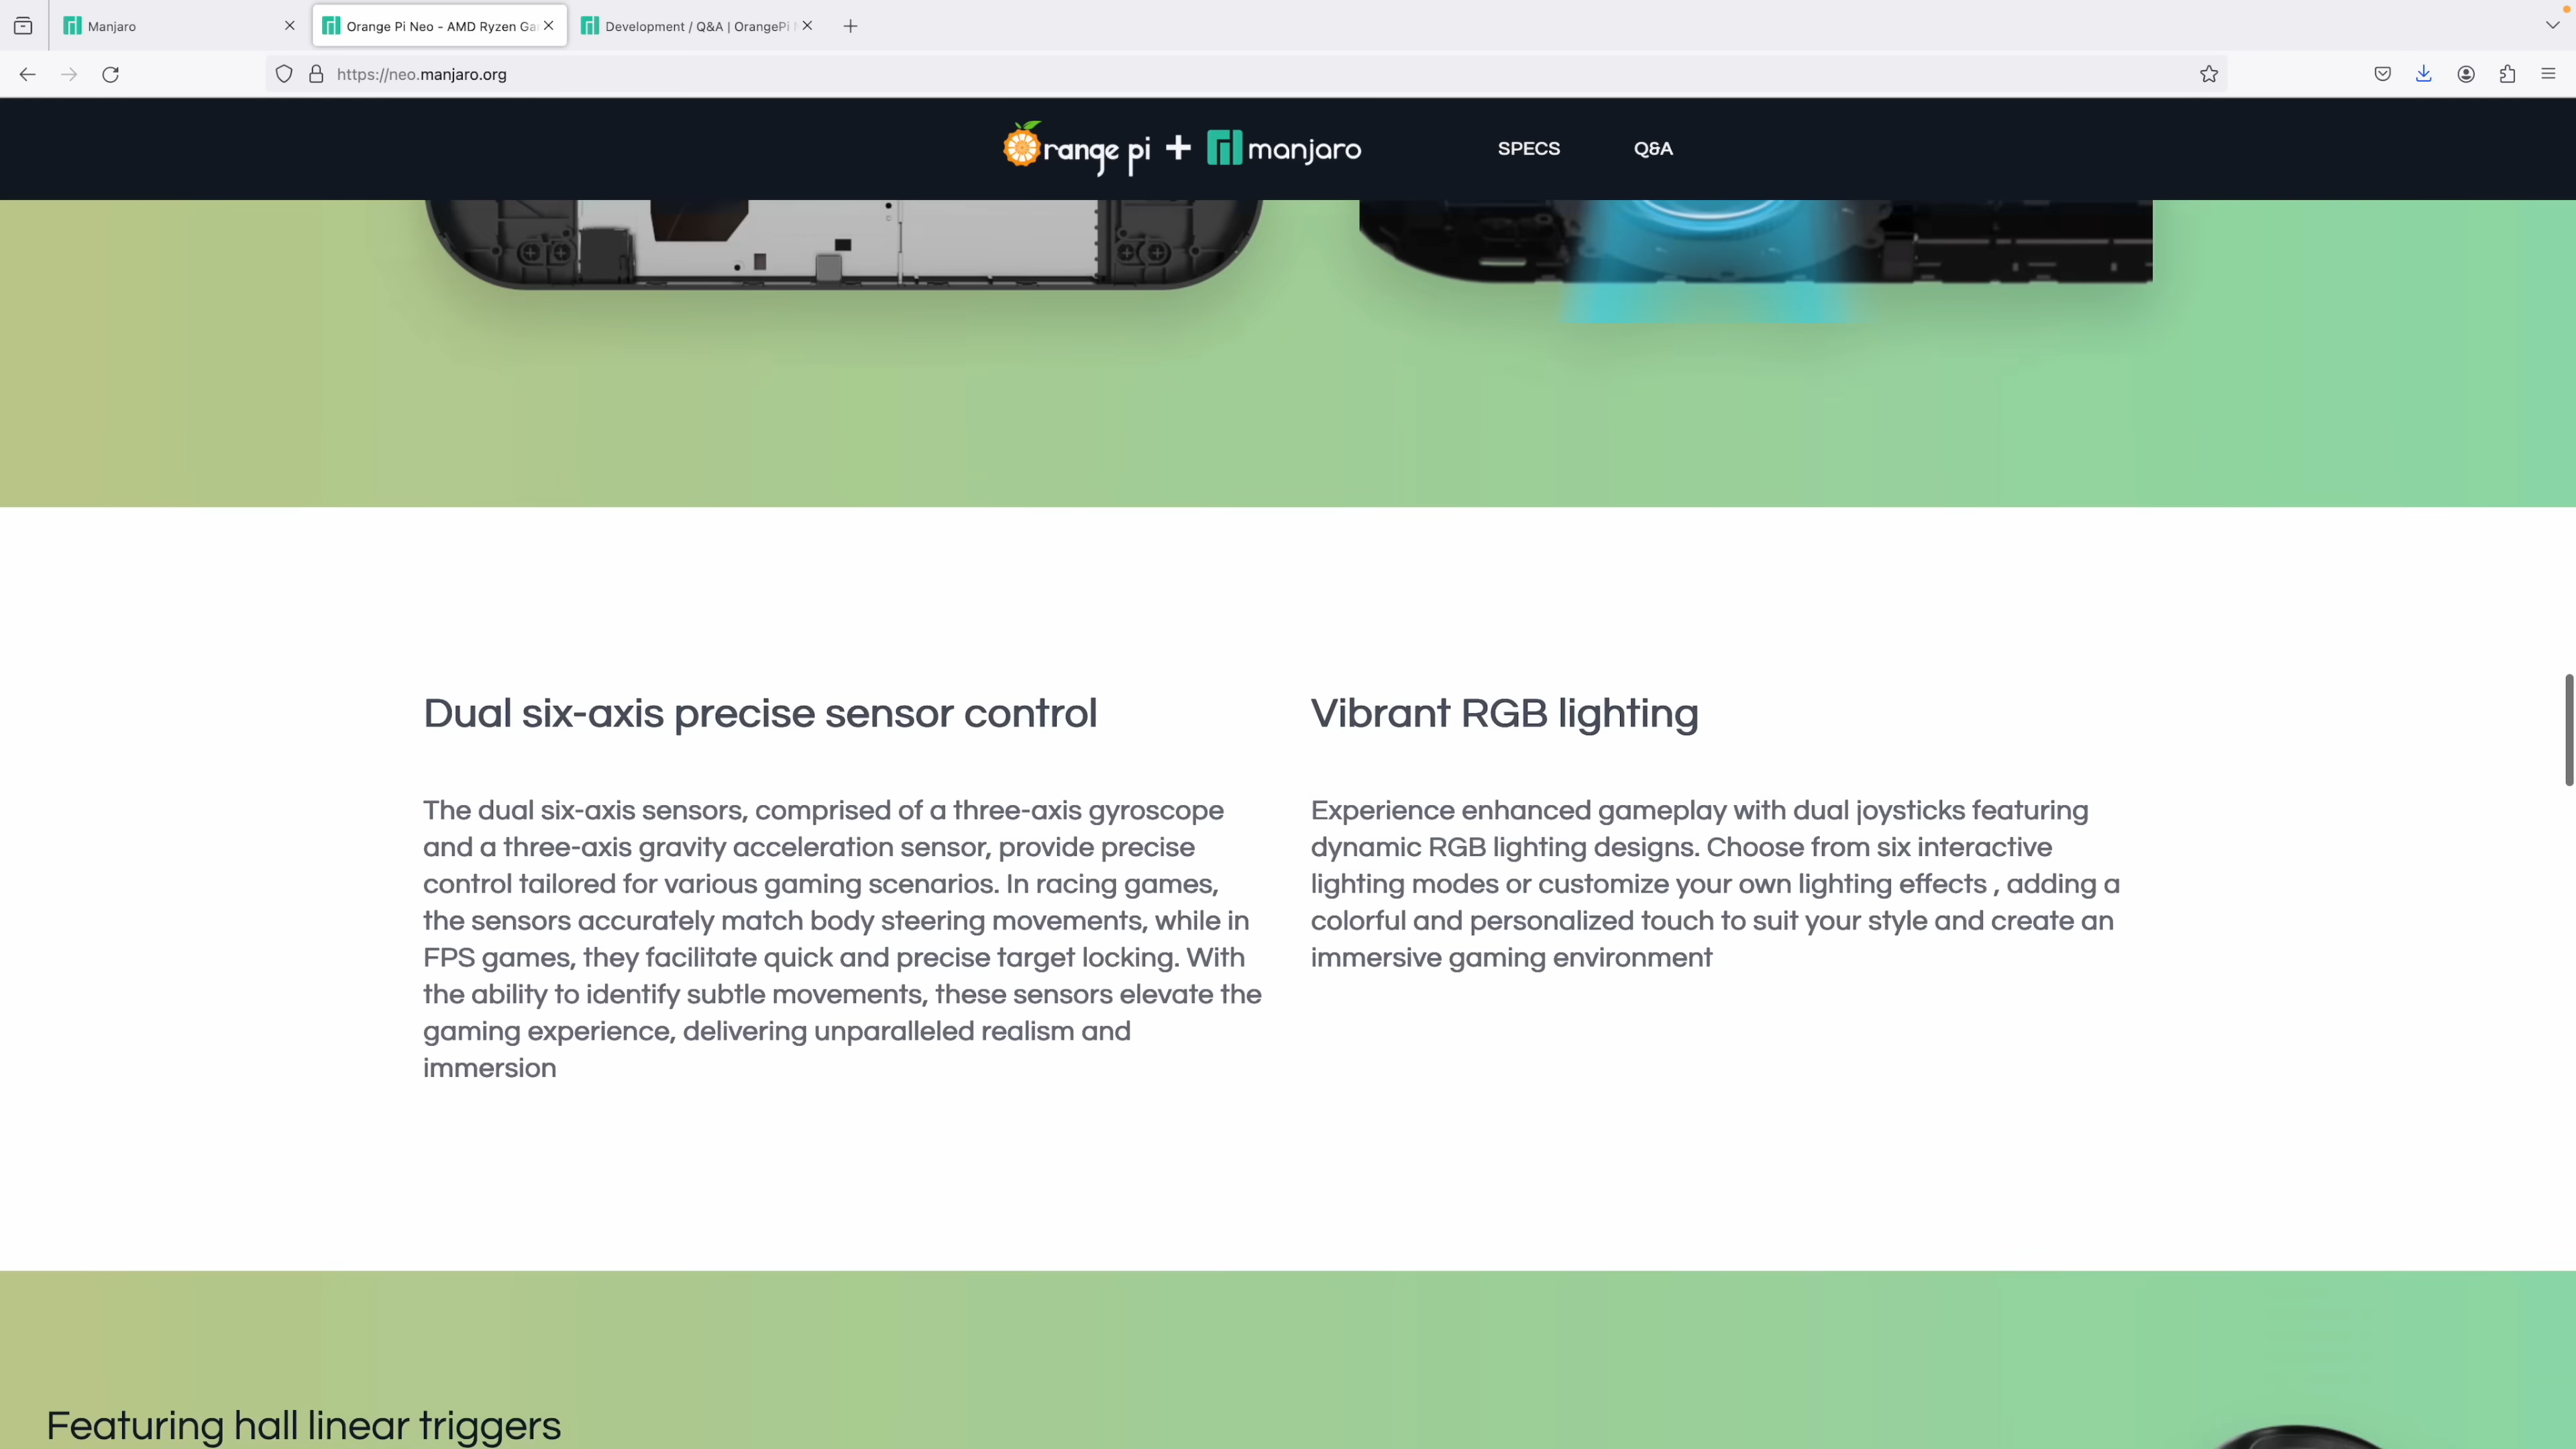 Manjaro
Orange Pi Neo - AMD Ryzen Ga
Development / Q&A | OrangePi
https://neo.manjaro.org
Orange pi + manjaro
SPECS
Q&A
Dual six-axis precise sensor control
The dual six-axis sensors, comprised of a three-axis gyroscope
and a three-axis gravity acceleration sensor, provide precise
control tailored for various gaming scenarios. In racing games,
the sensors accurately match body steering movements, while in
FPS games, they facilitate quick and precise target locking. With
the ability to identify subtle movements, these sensors elevate the
gaming experience, delivering unparalleled realism and
immersion
Vibrant RGB lighting
Experience enhanced gameplay with dual joysticks featuring
dynamic RGB lighting designs. Choose from six interactive
lighting modes or customize your own lighting effects , adding a
colorful and personalized touch to suit your style and create an
immersive gaming environment
Featuring hall linear triggers